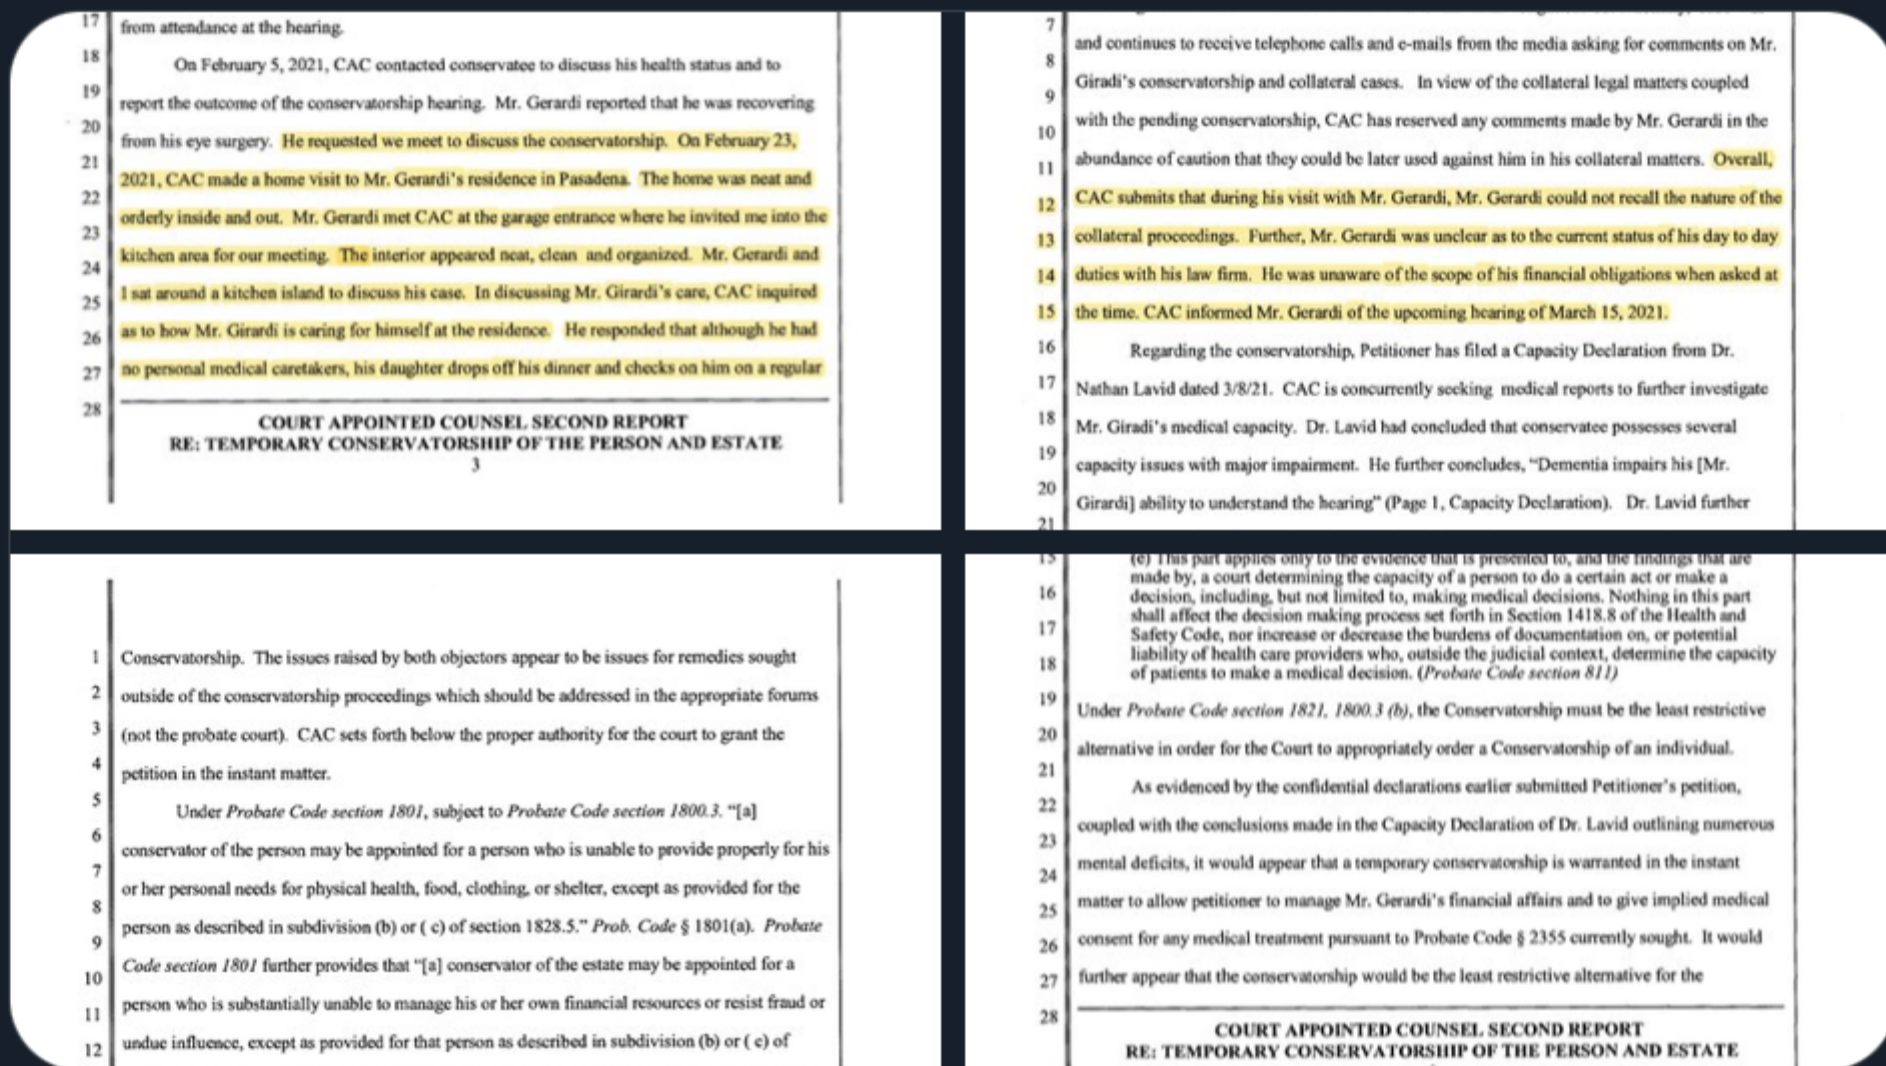 17 from attendance at the hearing.
18 On February 5, 2021, CAC contacted conservatee to discuss his health status and to
19 report the outcome of the conservatorship hearing. Mr. Gerardi reported that he was recovering
20 from his eye surgery. He requested we meet to discuss the conservatorship. On February 23,
21 2021, CAC made a home visit to Mr. Gerardi's residence in Pasadena. The home was neat and
22 orderly inside and out. Mr. Gerardi met CAC at the garage entrance where he invited me into the
23 kitchen area for our meeting. The interior appeared neat, clean and organized. Mr. Gerardi and
24 I sat around a kitchen island to discuss his case. In discussing Mr. Girardi's care, CAC inquired
25 as to how Mr. Girardi is caring for himself at the residence. He responded that although he had
26 no personal medical caretakers, his daughter drops off his dinner and checks on him on a regular
27
28
COURT APPOINTED COUNSEL SECOND REPORT
RE: TEMPORARY CONSERVATORSHIP OF THE PERSON AND ESTATE
3
7 and continues to receive telephone calls and e-mails from the media asking for comments on Mr.
8 Giradi's conservatorship and collateral cases. In view of the collateral legal matters coupled
9 with the pending conservatorship, CAC has reserved any comments made by Mr. Gerardi in the
10 abundance of caution that they could be later used against him in his collateral matters. Overall,
11
12 CAC submits that during his visit with Mr. Gerardi, Mr. Gerardi could not recall the nature of the
13 collateral proceedings. Further, Mr. Gerardi was unclear as to the current status of his day to day
14 duties with his law firm. He was unaware of the scope of his financial obligations when asked at
15 the time. CAC informed Mr. Gerardi of the upcoming hearing of March 15, 2021.
16 Regarding the conservatorship, Petitioner has filed a Capacity Declaration from Dr.
17 Nathan Lavid dated 3/8/21. CAC is concurrently seeking medical reports to further investigate
18 Mr. Giradi's medical capacity. Dr. Lavid had concluded that conservatee possesses several
19 capacity issues with major impairment. He further concludes, "Dementia impairs his [Mr.
20 Girardi] ability to understand the hearing" (Page 1, Capacity Declaration). Dr. Lavid further
21
1 Conservatorship. The issues raised by both objectors appear to be issues for remedies sought
2 outside of the conservatorship proceedings which should be addressed in the appropriate forums
3 (not the probate court). CAC sets forth below the proper authority for the court to grant the
4 petition in the instant matter.
5 Under Probate Code section 1801, subject to Probate Code section 1800.3. "[a]
6 conservator of the person may be appointed for a person who is unable to provide properly for his
7 or her personal needs for physical health, food, clothing, or shelter, except as provided for the
8 person as described in subdivision (b) or ( c) of section 1828.5." Prob. Code § 1801(a). Probate
9 Code section 1801 further provides that "[a] conservator of the estate may be appointed for a
10 person who is substantially unable to manage his or her own financial resources or resist fraud or
11 undue influence, except as provided for that person as described in subdivision (b) or ( c) of
12
15 (e) This part applies only to the evidence that is presented to, and the findings that are
made by, a court determining the capacity of a person to do a certain act or make a
16 decision, including, but not limited to, making medical decisions. Nothing in this part
shall affect the decision making process set forth in Section 1418.8 of the Health and
17 Safety Code, nor increase or decrease the burdens of documentation on, or potential
liability of health care providers who, outside the judicial context, determine the capacity
18 of patients to make a medical decision. (Probate Code section 811)
19 Under Probate Code section 1821, 1800.3 (b), the Conservatorship must be the least restrictive
20 alternative in order for the Court to appropriately order a Conservatorship of an individual.
21 As evidenced by the confidential declarations earlier submitted Petitioner's petition,
22 coupled with the conclusions made in the Capacity Declaration of Dr. Lavid outlining numerous
23 mental deficits, it would appear that a temporary conservatorship is warranted in the instant
24 matter to allow petitioner to manage Mr. Gerardi's financial affairs and to give implied medical
25 consent for any medical treatment pursuant to Probate Code § 2355 currently sought. It would
26 further appear that the conservatorship would be the least restrictive alternative for the
27
28
COURT APPOINTED COUNSEL SECOND REPORT
RE: TEMPORARY CONSERVATORSHIP OF THE PERSON AND ESTATE